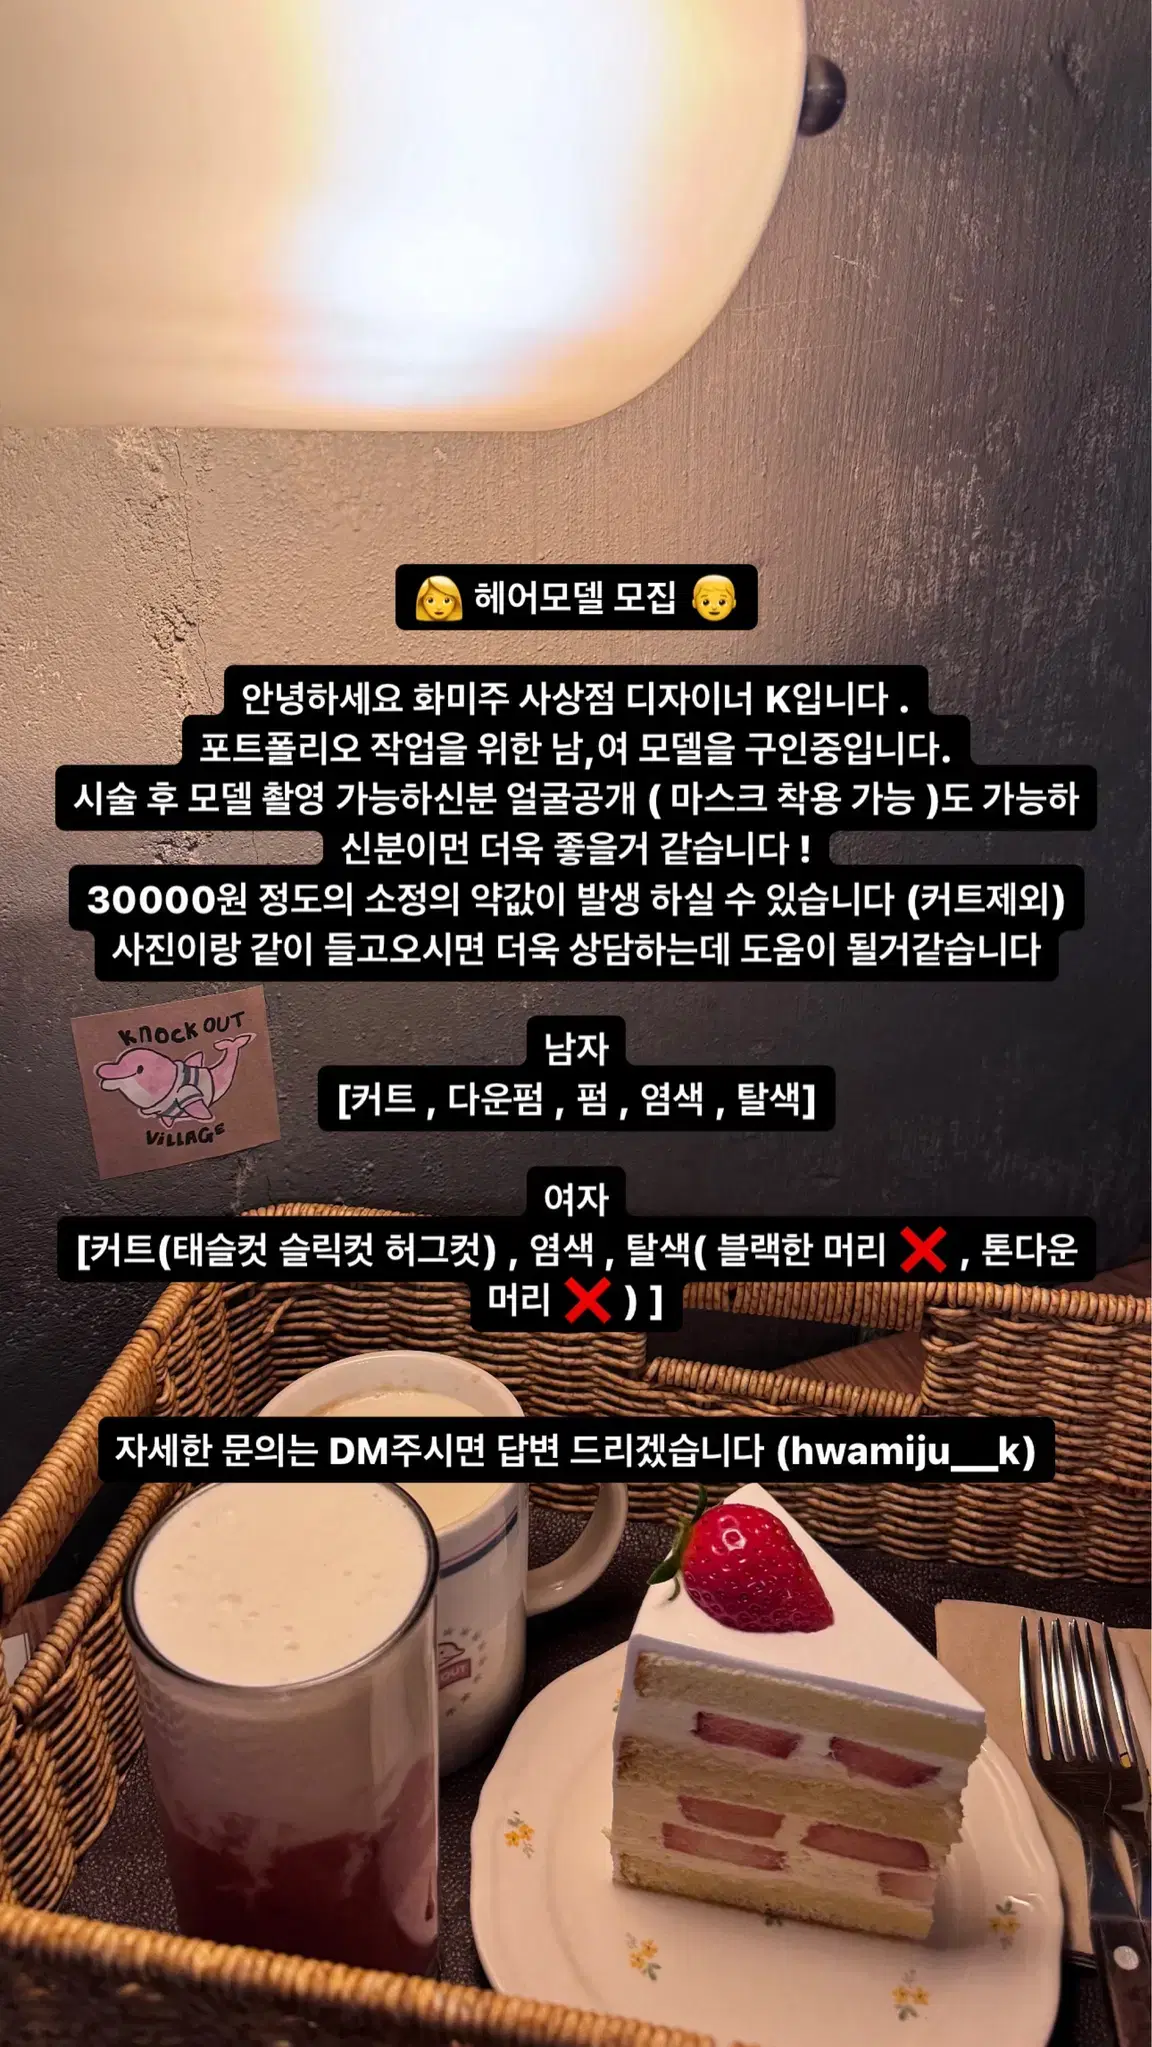 👩 헤어모델 모집 👦
안녕하세요 화미주 사상점 디자이너 K입니다 .
포트폴리오 작업을 위한 남,여 모델을 구인중입니다.
시술 후 모델 촬영 가능하신분 얼굴공개 ( 마스크 착용 가능 )도 가능하
신분이먼 더욱 좋을거 같습니다 !
30000원 정도의 소정의 약값이 발생 하실 수 있습니다 (커트제외)
사진이랑 같이 들고오시면 더욱 상담하는데 도움이 될거같습니다
KNOCK OUT
VILLAGE
남자
[커트 , 다운펌 , 펌 , 염색 , 탈색]
여자
[커트(태슬컷 슬릭컷 허그컷) , 염색 , 탈색( 블랙한 머리 ❌ , 톤다운
머리 ❌ ) ]
자세한 문의는 DM주시면 답변 드리겠습니다 (hwamiju__k)
OUT